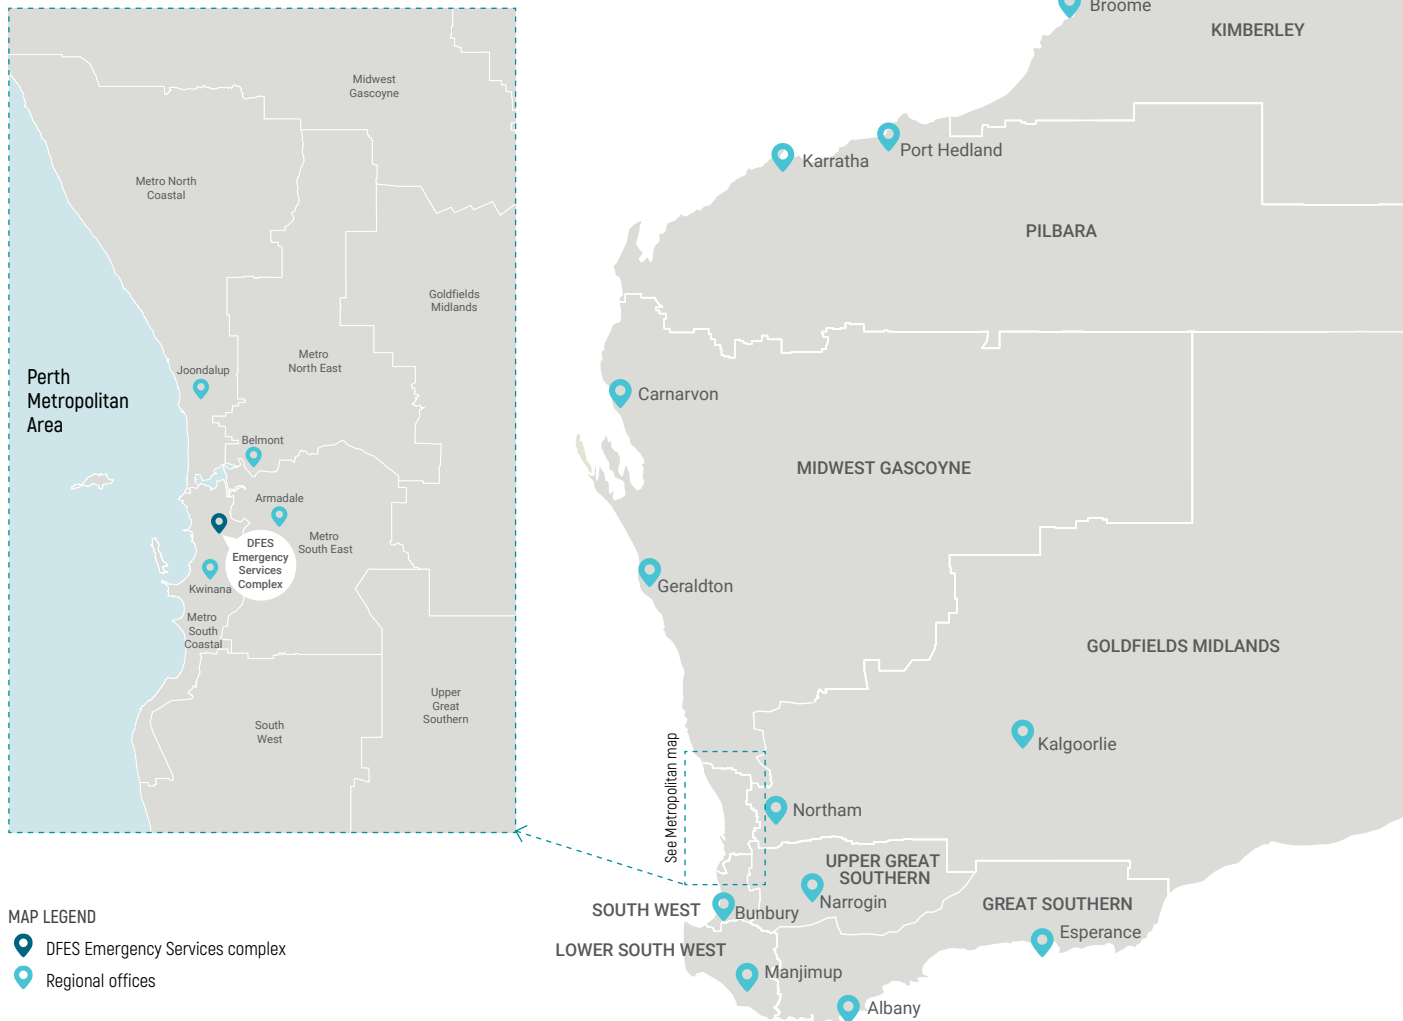 Midwest
Gascoyne
Metro North
Coastal
Goldfields
Midlands
Metro
North East
Joondalup
Perth
Metropolitan
Area
Belmont
Armadale
Metro
South East
DFES
Emergency
Services
Complex
Kwinana
Metro
South
Coastal
Upper
Great
Southern
South
West
MAP LEGEND
DFES Emergency Services complex
Regional offices
Broome
KIMBERLEY
Port Hedland
Karratha
PILBARA
Carnarvon
MIDWEST GASCOYNE
Geraldton
GOLDFIELDS MIDLANDS
Kalgoorlie
See Metropolitan map
Northam
UPPER GREAT
SOUTHERN
Narrogin
SOUTH WEST
Bunbury
GREAT SOUTHERN
Esperance
LOWER SOUTH WEST
Manjimup
Albany